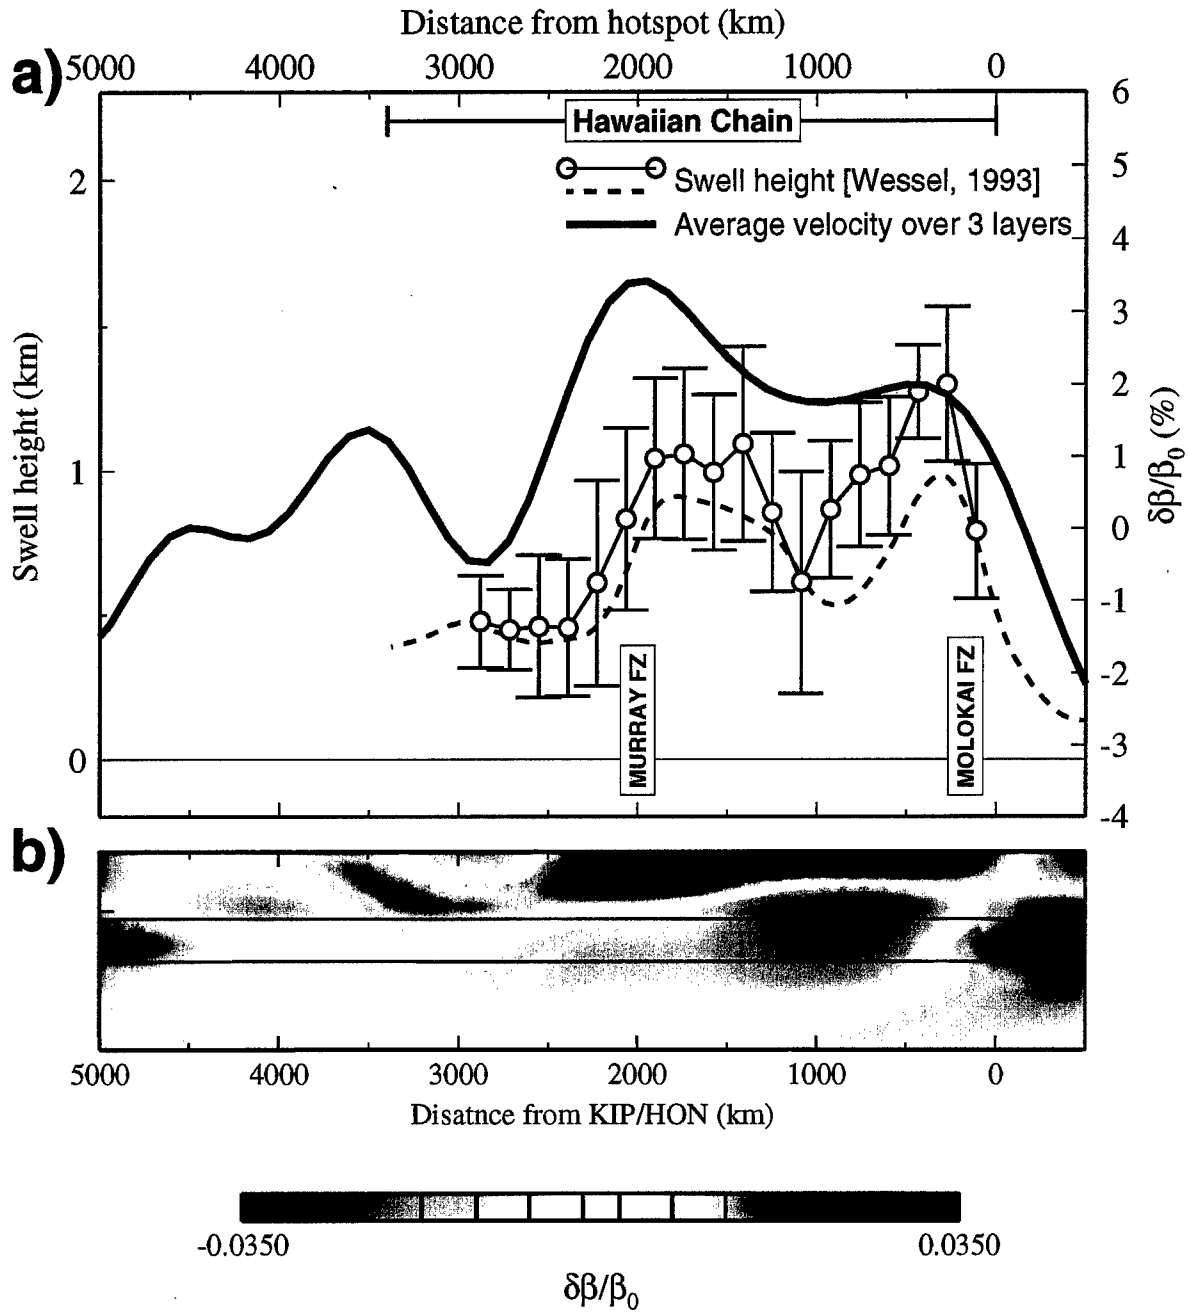 Distance from hotspot (km)
a)
5000 4000 3000 2000 1000 0
Hawaiian Chain
Swell height [Wessel, 1993]
Average velocity over 3 layers
Swell height (km)
2
1
0
6
5
4
3
2
1
0
-1
-2
-3
-4
δβ/β0 (%)
MURRAY FZ
MOLOKAI FZ
b)
5000 4000 3000 2000 1000 0
Disatnce from KIP/HON (km)
-0.0350 0.0350
δβ/β0